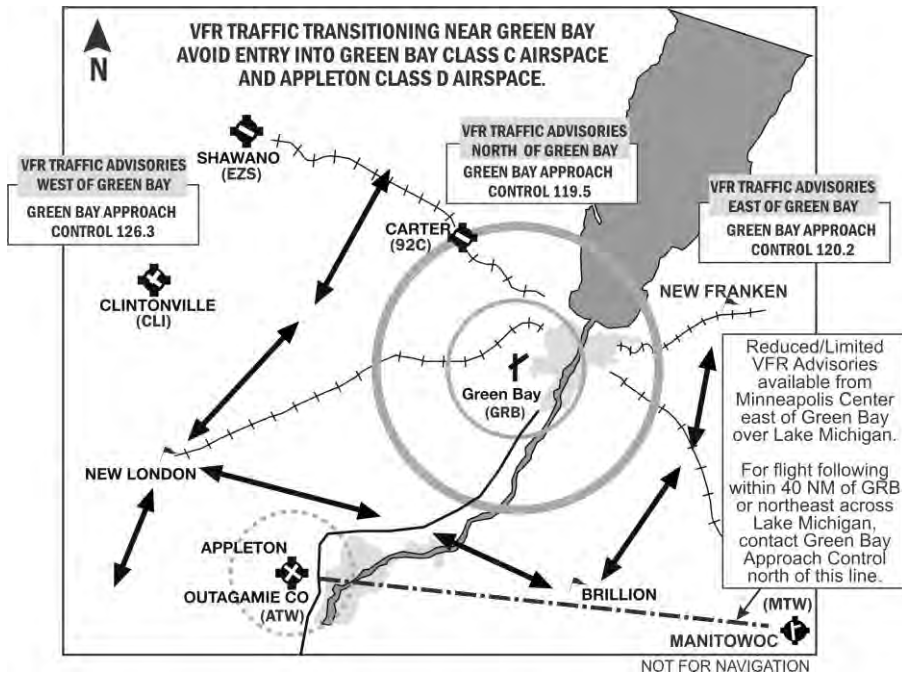 VFR TRAFFIC TRANSITIONING NEAR GREEN BAY
AVOID ENTRY INTO GREEN BAY CLASS C AIRSPACE
AND APPLETON CLASS D AIRSPACE.
N
SHAWANO
(EZS)
VFR TRAFFIC ADVISORIES
NORTH OF GREEN BAY
GREEN BAY APPROACH
CONTROL 119.5
VFR TRAFFIC ADVISORIES
WEST OF GREEN BAY
GREEN BAY APPROACH
CONTROL 126.3
VFR TRAFFIC ADVISORIES
EAST OF GREEN BAY
GREEN BAY APPROACH
CONTROL 120.2
CARTER
(92C)
CLINTONVILLE
(CLI)
NEW FRANKEN
Green Bay
(GRB)
Reduced/Limited
VFR Advisories
available from
Minneapolis Center
east of Green Bay
over Lake Michigan.
For flight following
within 40 NM of GRB
or northeast across
Lake Michigan,
contact Green Bay
Approach Control
north of this line.
NEW LONDON
APPLETON
OUTAGAMIE CO
(ATW)
BRILLION
(MTW)
MANITOWOC
NOT FOR NAVIGATION